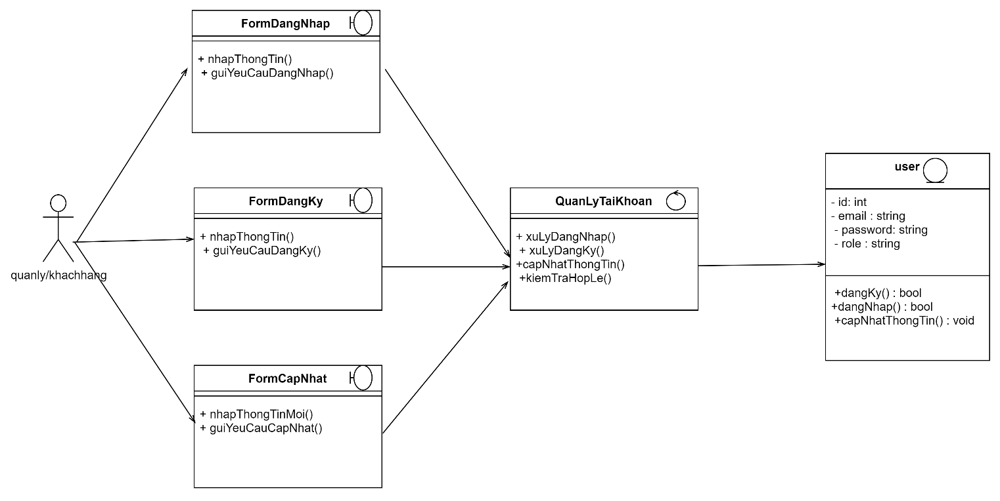 FormDangNhap
+ nhapThongTin()
+ guiYeuCauDangNhap()
quanly/khachhang
FormDangKy
+ nhapThongTin()
+ guiYeuCauDangKy()
FormCapNhat
+ nhapThongTinMoi()
+ guiYeuCauCapNhat()
QuanLyTaiKhoan
+ xuLyDangNhap()
+ xuLyDangKy()
+capNhatThongTin()
+kiemTraHopLe()
user
- id: int
- email : string
- password: string
- role : string
+dangKy() : bool
+dangNhap() : bool
+capNhatThongTin() : void